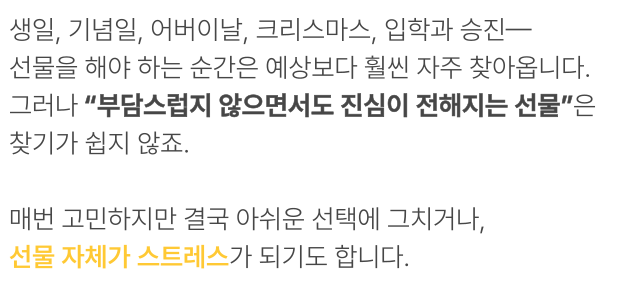 생일, 기념일, 어버이날, 크리스마스, 입학과 승진—
선물을 해야 하는 순간은 예상보다 훨씬 자주 찾아옵니다.
그러나 “부담스럽지 않으면서도 진심이 전해지는 선물”은
찾기가 쉽지 않죠.
매번 고민하지만 결국 아쉬운 선택에 그치거나,
선물 자체가 스트레스가 되기도 합니다.